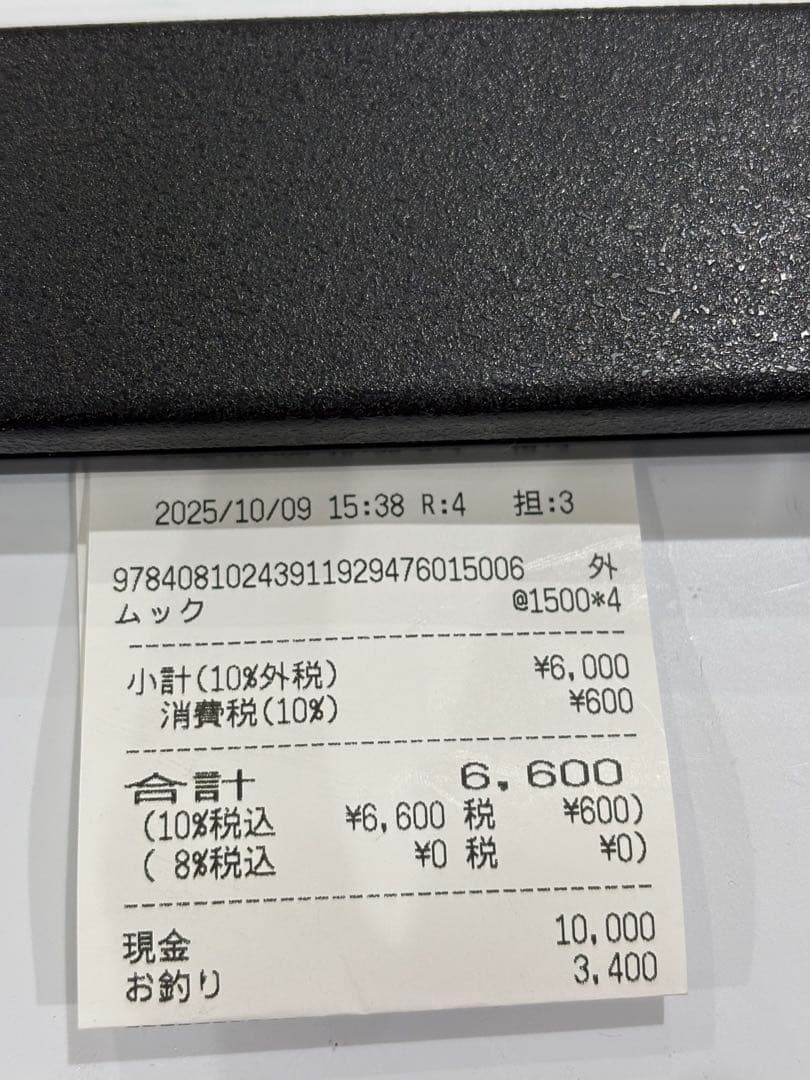 2025/10/09 15:38 R:4 担:3
97840810243911929476015006 外
ムック @1500*4
小計(10%外税) ¥6,000
消費税(10%) ¥600
合計 6,600
(10%税込 ¥6,600 税 ¥600)
( 8%税込 ¥0 税 ¥0)
現金 10,000
お釣り 3,400